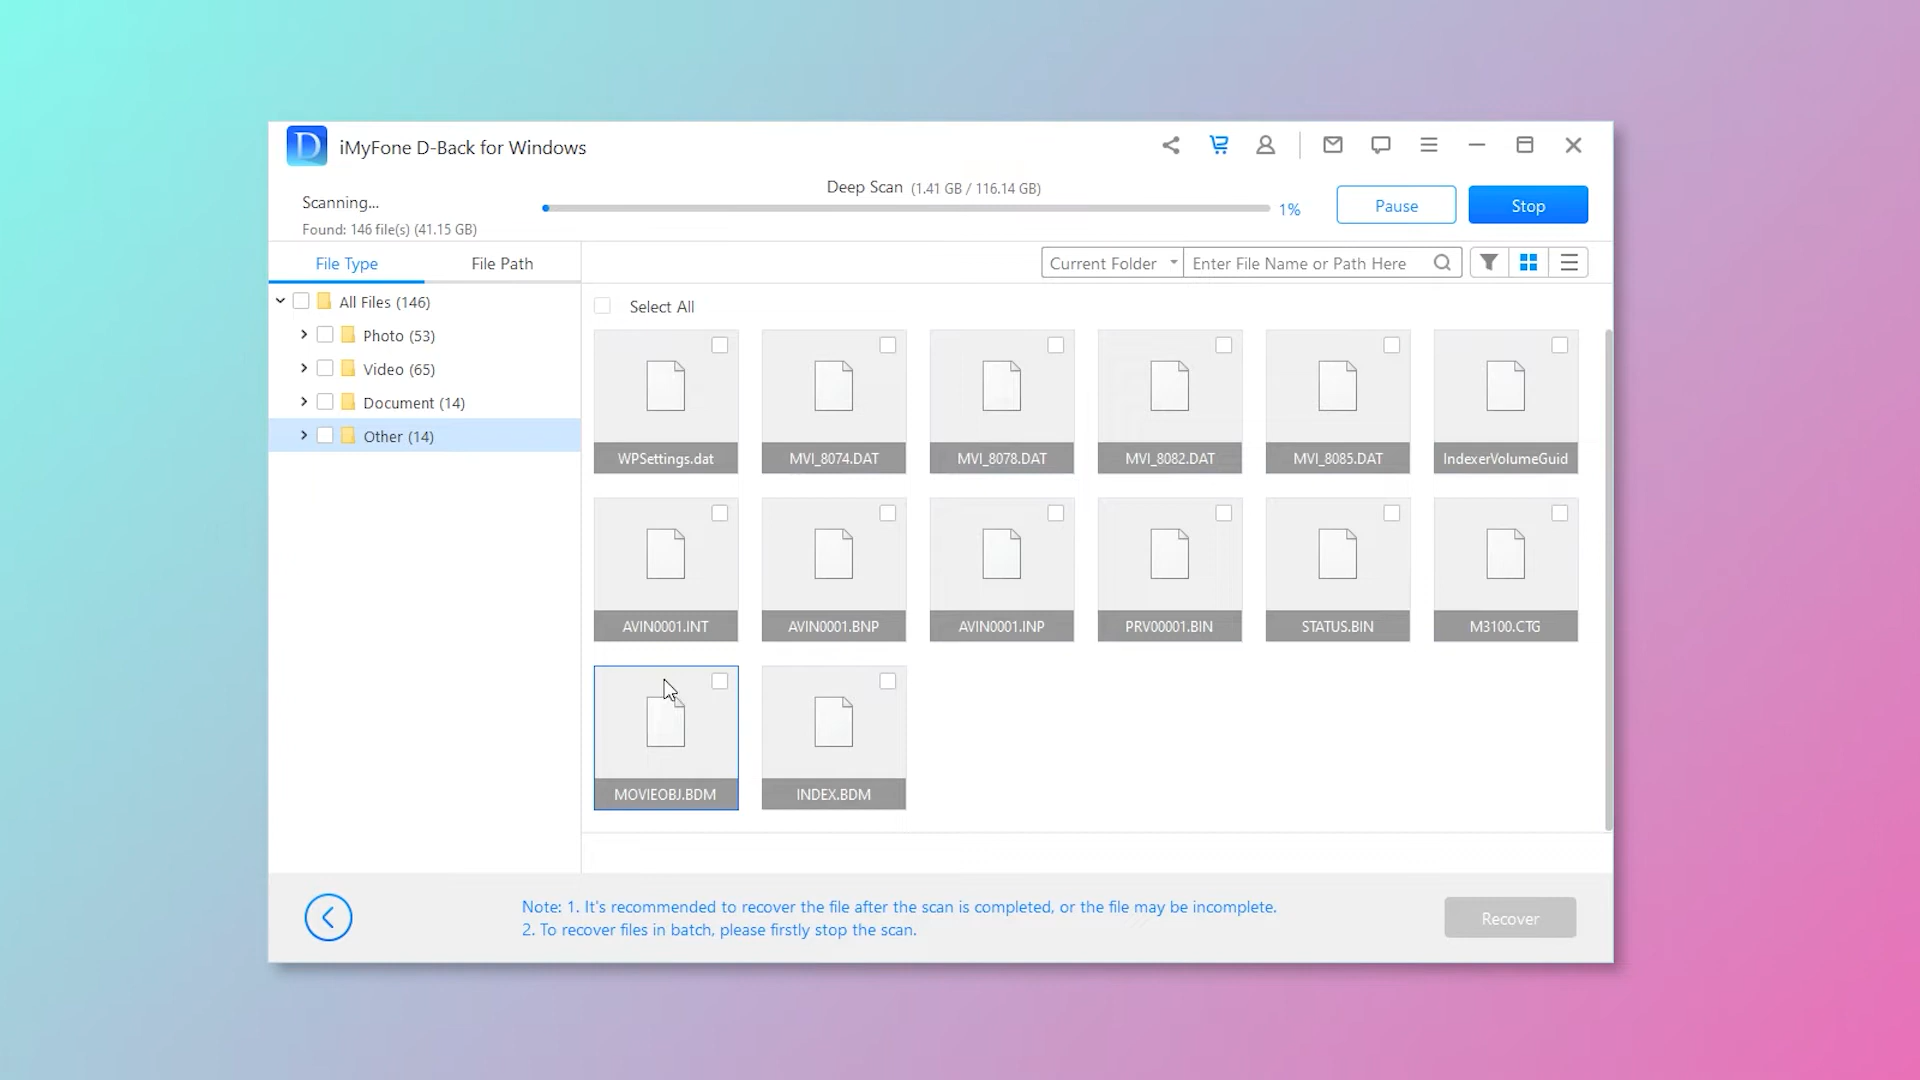 D iMyFone D-Back for Windows
Deep Scan (1.41 GB / 116.14 GB)
Scanning...
1%
Pause
Stop
Found: 146 file(s) (41.15 GB)
File Type
File Path
Current Folder
Enter File Name or Path Here
All Files (146)
Photo (53)
Video (65)
Document (14)
Other (14)
Select All
WPSettings.dat
MVI_8074.DAT
MVI_8078.DAT
MVI_8082.DAT
MVI_8085.DAT
IndexerVolumeGuid
AVIN0001.INT
AVIN0001.BNP
AVIN0001.INP
PRV00001.BIN
STATUS.BIN
M3100.CTG
MOVIEOBJ.BDM
INDEX.BDM
Note: 1. It's recommended to recover the file after the scan is completed, or the file may be incomplete.
2. To recover files in batch, please firstly stop the scan.
Recover